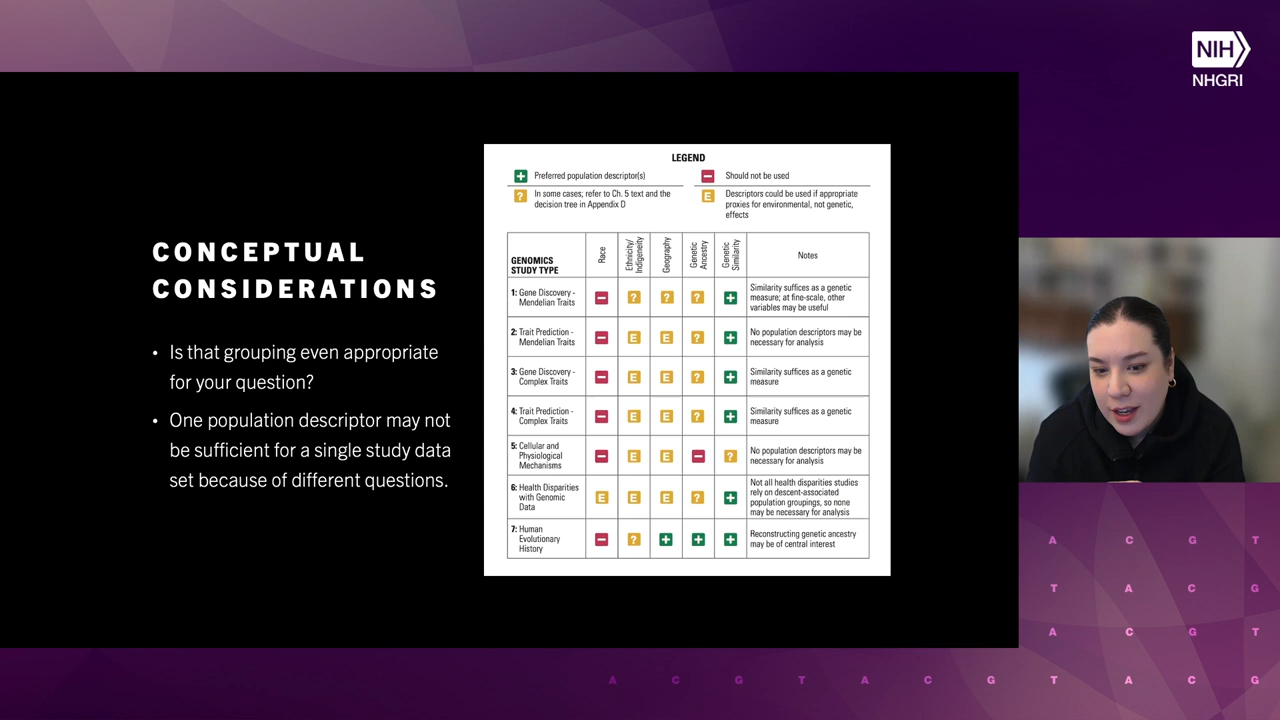 NIH
NHGRI
CONCEPTUAL
CONSIDERATIONS
• Is that grouping even appropriate
for your question?
• One population descriptor may not
be sufficient for a single study data
set because of different questions.
LEGEND
+ Preferred population descriptor(s)
− Should not be used
? In some cases; refer to Ch. 5 text and the
decision tree in Appendix D
E Descriptors could be used if appropriate
proxies for environmental, not genetic,
effects
GENOMICS
STUDY TYPE
Race
Ethnicity/
Indigeneity
Geography
Genetic
Ancestry
Genetic
Similarity
Notes
1: Gene Discovery -
Mendelian Traits
− ? ? ? +
Similarity suffices as a genetic
measure; at fine-scale, other
variables may be useful
2: Trait Prediction -
Mendelian Traits
− E E ? +
No population descriptors may be
necessary for analysis
3: Gene Discovery -
Complex Traits
− E E ? +
Similarity suffices as a genetic
measure
4: Trait Prediction -
Complex Traits
− E E ? +
Similarity suffices as a genetic
measure
5: Cellular and
Physiological
Mechanisms
− E E − ?
No population descriptors may be
necessary for analysis
6: Health Disparities
with Genomic
Data
E E E ? +
Not all health disparities studies
rely on descent-associated
population groupings, so none
may be necessary for analysis
7: Human
Evolutionary
History
− ? + + +
Reconstructing genetic ancestry
may be of central interest
A C G T
T A C G
A C G T
A C G T A C G T A C G